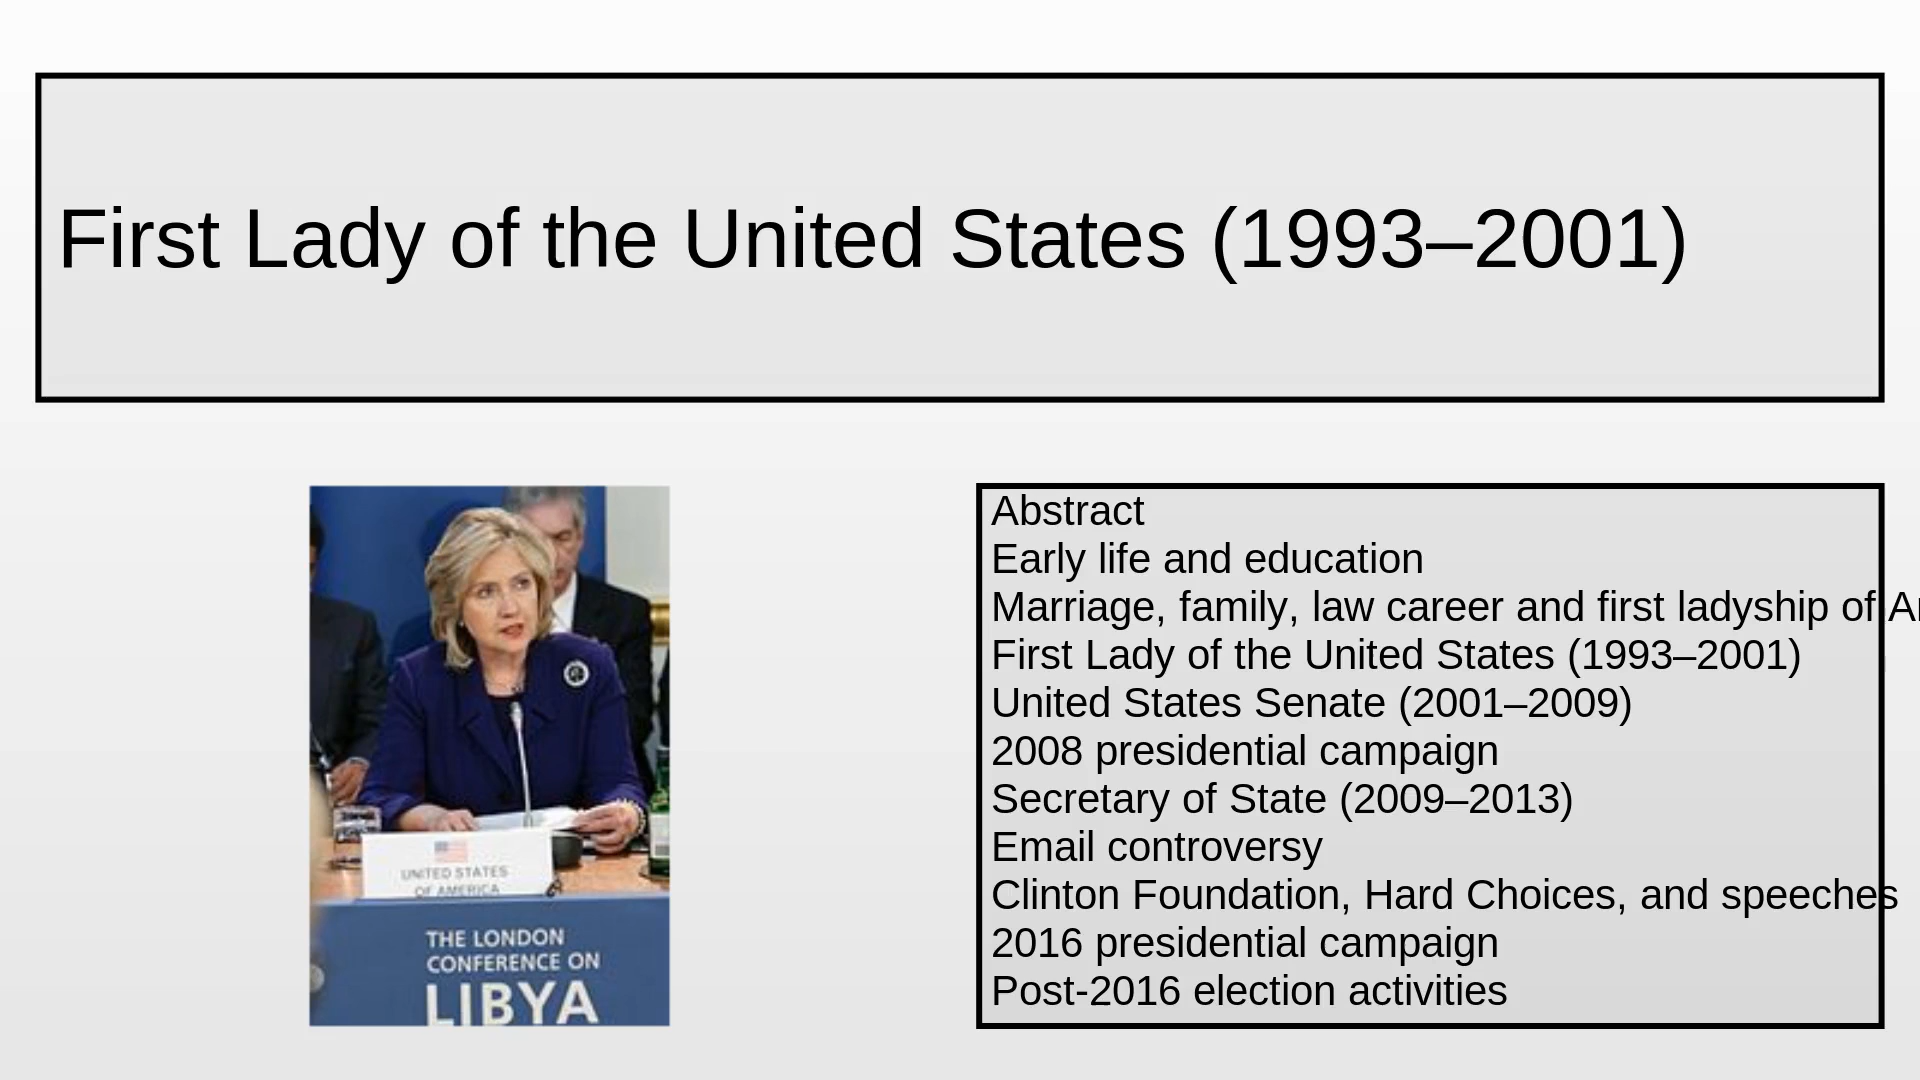 First Lady of the United States (1993–2001)
UNITED STATES
OF AMERICA
THE LONDON
CONFERENCE ON
LIBYA
Abstract
Early life and education
Marriage, family, law career and first ladyship of
First Lady of the United States (1993–2001)
United States Senate (2001–2009)
2008 presidential campaign
Secretary of State (2009–2013)
Email controversy
Clinton Foundation, Hard Choices, and speeches
2016 presidential campaign
Post-2016 election activities